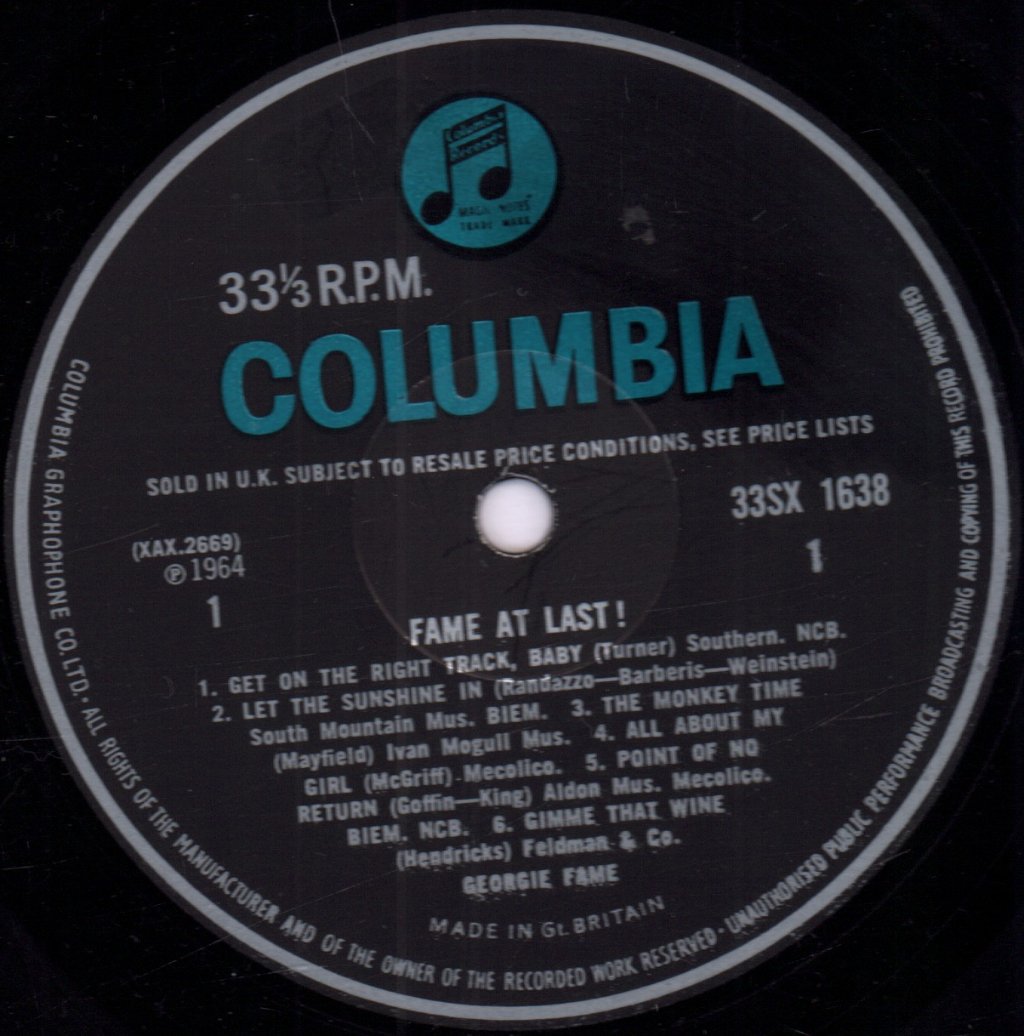 Columbia
Records
MAGIC NOTES
TRADE MARK
33⅓ R.P.M.
COLUMBIA
SOLD IN U.K. SUBJECT TO RESALE PRICE CONDITIONS, SEE PRICE LISTS
33SX 1638
(XAX.2669)
℗ 1964
1
1
FAME AT LAST!
1. GET ON THE RIGHT TRACK, BABY (Turner) Southern. NCB.
2. LET THE SUNSHINE IN (Randazzo—Barberis—Weinstein)
South Mountain Mus. BIEM. 3. THE MONKEY TIME
(Mayfield) Ivan Mogull Mus. 4. ALL ABOUT MY
GIRL (McGriff) Mecolico. 5. POINT OF NO
RETURN (Goffin—King) Aldon Mus. Mecolico.
BIEM. NCB. 6. GIMME THAT WINE
(Hendricks) Feldman & Co.
GEORGIE FAME
MADE IN Gt. BRITAIN
COLUMBIA GRAPHOPHONE CO. LTD · ALL RIGHTS OF THE MANUFACTURER AND OF THE OWNER OF THE RECORDED WORK RESERVED · UNAUTHORISED PUBLIC PERFORMANCE BROADCASTING AND COPYING OF THIS RECORD PROHIBITED